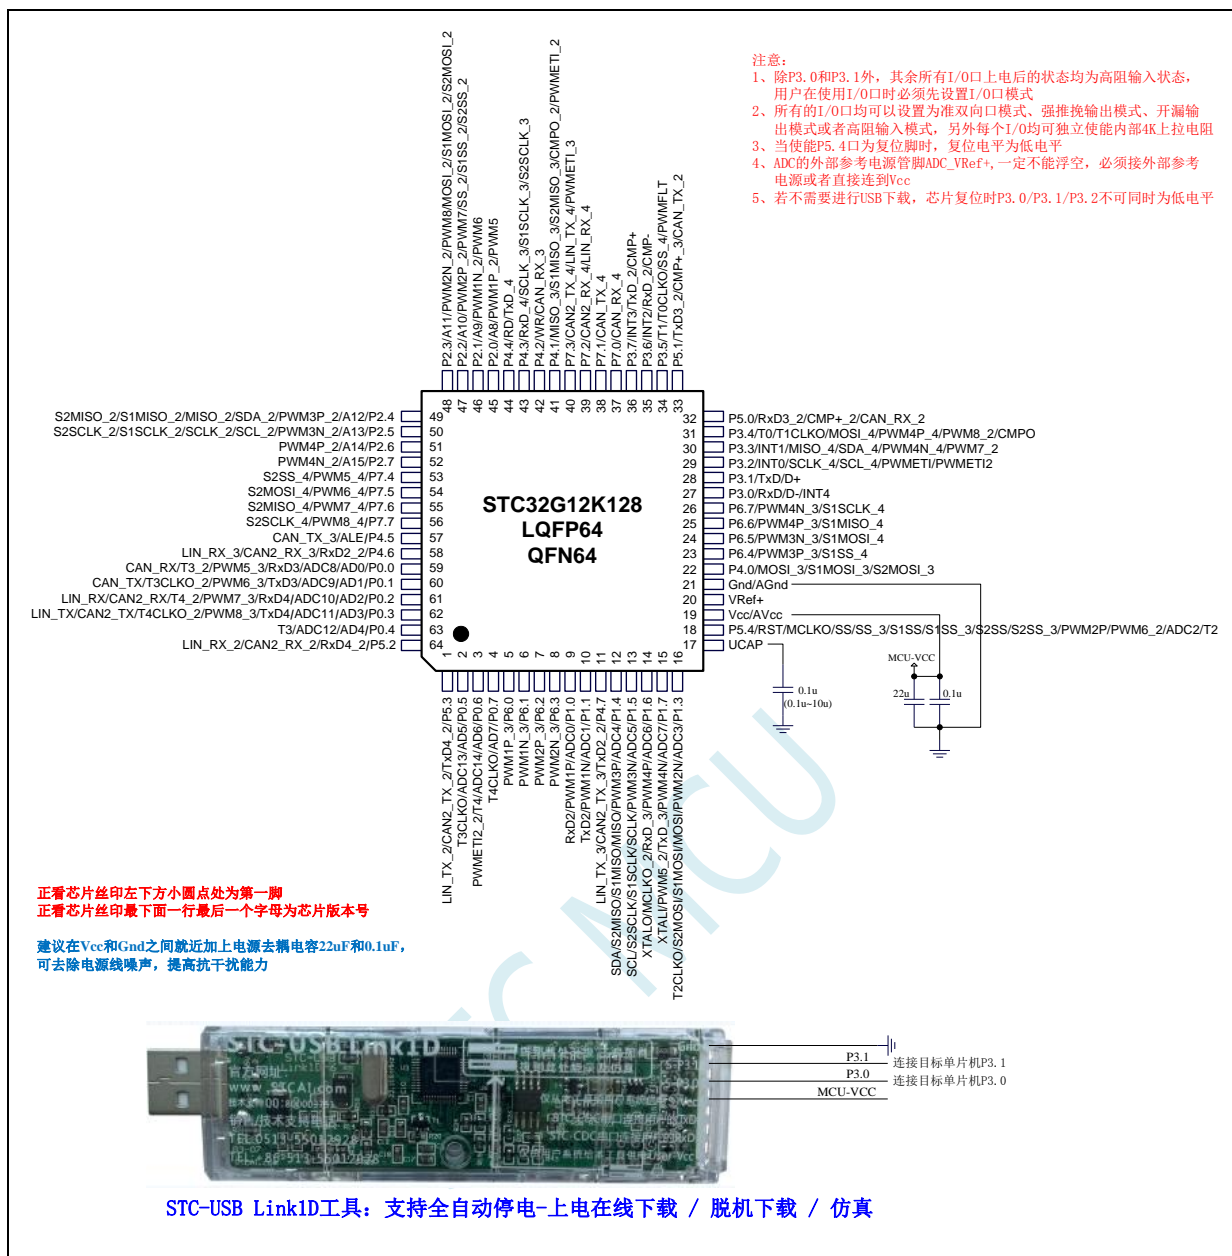 注意：
1、除P3.0和P3.1外，其余所有I/O口上电后的状态均为高阻输入状态，
用户在使用I/O口时必须先设置I/O口模式
2、所有的I/O口均可以设置为准双向口模式、强推挽输出模式、开漏输
出模式或者高阻输入模式，另外每个I/O均可独立使能内部4K上拉电阻
3、当使能P5.4口为复位脚时，复位电平为低电平
4、ADC的外部参考电源管脚ADC_VRef+，一定不能浮空，必须接外部参考
电源或者直接连到Vcc
5、若不需要进行USB下载，芯片复位时P3.0/P3.1/P3.2不可同时为低电平
P2.3/A11/PWM2N_2/PWM8/MOSI_2/S1MOSI_2/S2MOSI_2
P2.2/A10/PWM2P_2/PWM7/SS_2/S1SS_2/S2SS_2
P2.1/A9/PWM1N_2/PWM6
P2.0/A8/PWM1P_2/PWM5
P4.4/RD/TxD_4
P4.3/RxD_4/SCLK_3/S1SCLK_3/S2SCLK_3
P4.2/WR/CAN_RX_3
P4.1/MISO_3/S1MISO_3/S2MISO_3/CMPO_2/PWMETI_2
P7.3/CAN2_TX_4/LIN_TX_4/PWMETI_3
P7.2/CAN2_RX_4/LIN_RX_4
P7.1/CAN_TX_4
P7.0/CAN_RX_4
P3.7/INT3/TxD_2/CMP+
P3.6/INT2/RxD_2/CMP-
P3.5/T1/T0CLKO/SS_4/PWMFLT
P5.1/TxD3_2/CMP+_3/CAN_TX_2
48 47 46 45 44 43 42 41 40 39 38 37 36 35 34 33
S2MISO_2/S1MISO_2/MISO_2/SDA_2/PWM3P_2/A12/P2.4 49
S2SCLK_2/S1SCLK_2/SCLK_2/SCL_2/PWM3N_2/A13/P2.5 50
PWM4P_2/A14/P2.6 51
PWM4N_2/A15/P2.7 52
S2SS_4/PWM5_4/P7.4 53
S2MOSI_4/PWM6_4/P7.5 54
S2MISO_4/PWM7_4/P7.6 55
S2SCLK_4/PWM8_4/P7.7 56
CAN_TX_3/ALE/P4.5 57
LIN_RX_3/CAN2_RX_3/RxD2_2/P4.6 58
CAN_RX/T3_2/PWM5_3/RxD3/ADC8/AD0/P0.0 59
CAN_TX/T3CLKO_2/PWM6_3/TxD3/ADC9/AD1/P0.1 60
LIN_RX/CAN2_RX/T4_2/PWM7_3/RxD4/ADC10/AD2/P0.2 61
LIN_TX/CAN2_TX/T4CLKO_2/PWM8_3/TxD4/ADC11/AD3/P0.3 62
T3/ADC12/AD4/P0.4 63
LIN_RX_2/CAN2_RX_2/RxD4_2/P5.2 64
STC32G12K128
LQFP64
QFN64
32 P5.0/RxD3_2/CMP+_2/CAN_RX_2
31 P3.4/T0/T1CLKO/MOSI_4/PWM4P_4/PWM8_2/CMPO
30 P3.3/INT1/MISO_4/SDA_4/PWM4N_4/PWM7_2
29 P3.2/INT0/SCLK_4/SCL_4/PWMETI/PWMETI2
28 P3.1/TxD/D+
27 P3.0/RxD/D-/INT4
26 P6.7/PWM4N_3/S1SCLK_4
25 P6.6/PWM4P_3/S1MISO_4
24 P6.5/PWM3N_3/S1MOSI_4
23 P6.4/PWM3P_3/S1SS_4
22 P4.0/MOSI_3/S1MOSI_3/S2MOSI_3
21 Gnd/AGnd
20 VRef+
19 Vcc/AVcc
18 P5.4/RST/MCLKO/SS/SS_3/S1SS/S1SS_3/S2SS/S2SS_3/PWM2P/PWM6_2/ADC2/T2
17 UCAP
1 2 3 4 5 6 7 8 9 10 11 12 13 14 15 16
LIN_TX_2/CAN2_TX_2/TxD4_2/P5.3
T3CLKO/ADC13/AD5/P0.5
PWMETI2_2/T4/ADC14/AD6/P0.6
T4CLKO/AD7/P0.7
PWM1P_3/P6.0
PWM1N_3/P6.1
PWM2P_3/P6.2
PWM2N_3/P6.3
RxD2/PWM1P/ADC0/P1.0
TxD2/PWM1N/ADC1/P1.1
LIN_TX_3/CAN2_TX_3/TxD2_2/P4.7
SDA/S2MISO/S1MISO/MISO/PWM3P/ADC4/P1.4
SCL/S2SCLK/S1SCLK/SCLK/PWM3N/ADC5/P1.5
XTALO/MCLKO_2/RxD_3/PWM4P/ADC6/P1.6
XTALI/PWM5_2/TxD_3/PWM4N/ADC7/P1.7
T2CLKO/S2MOSI/S1MOSI/MOSI/PWM2N/ADC3/P1.3
0.1u
(0.1u~10u)
MCU-VCC
22u
0.1u
正看芯片丝印左下方小圆点处为第一脚
正看芯片丝印最下面一行最后一个字母为芯片版本号
建议在Vcc和Gnd之间就近加上电源去耦电容22uF和0.1uF，
可去除电源线噪声，提高抗干扰能力
STC MCU
STC-USB Link1D
官方网址：
www.STCAI.com
销售/技术支持电话
TEL:0513-55012928
P3.1 连接目标单片机P3.1
P3.0 连接目标单片机P3.0
MCU-VCC
STC-USB Link1D工具：支持全自动停电-上电在线下载 / 脱机下载 / 仿真